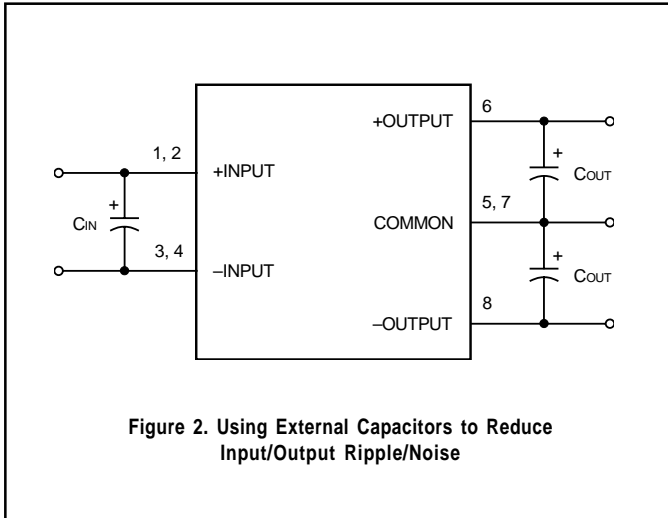 6
+OUTPUT
1, 2
+
+INPUT
COUT
+
5, 7
CIN
COMMON
3, 4
+
–INPUT
COUT
8
–OUTPUT
Figure 2. Using External Capacitors to Reduce
Input/Output Ripple/Noise